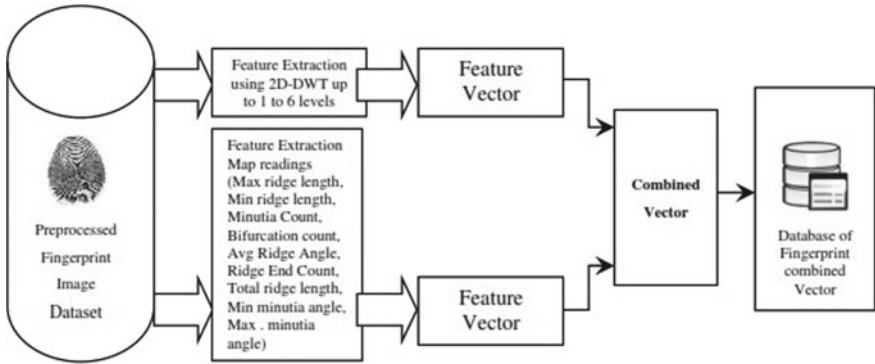 Preprocessed
Fingerprint
Image
Dataset
Feature Extraction
using 2D-DWT up
to 1 to 6 levels
Feature
Vector
Feature Extraction
Map readings
(Max ridge length,
Min ridge length,
Minutia Count,
Bifurcation count,
Avg Ridge Angle,
Ridge End Count,
Total ridge length,
Min minutia angle,
Max . minutia
angle)
Feature
Vector
Combined
Vector
Database of
Fingerprint
combined
Vector